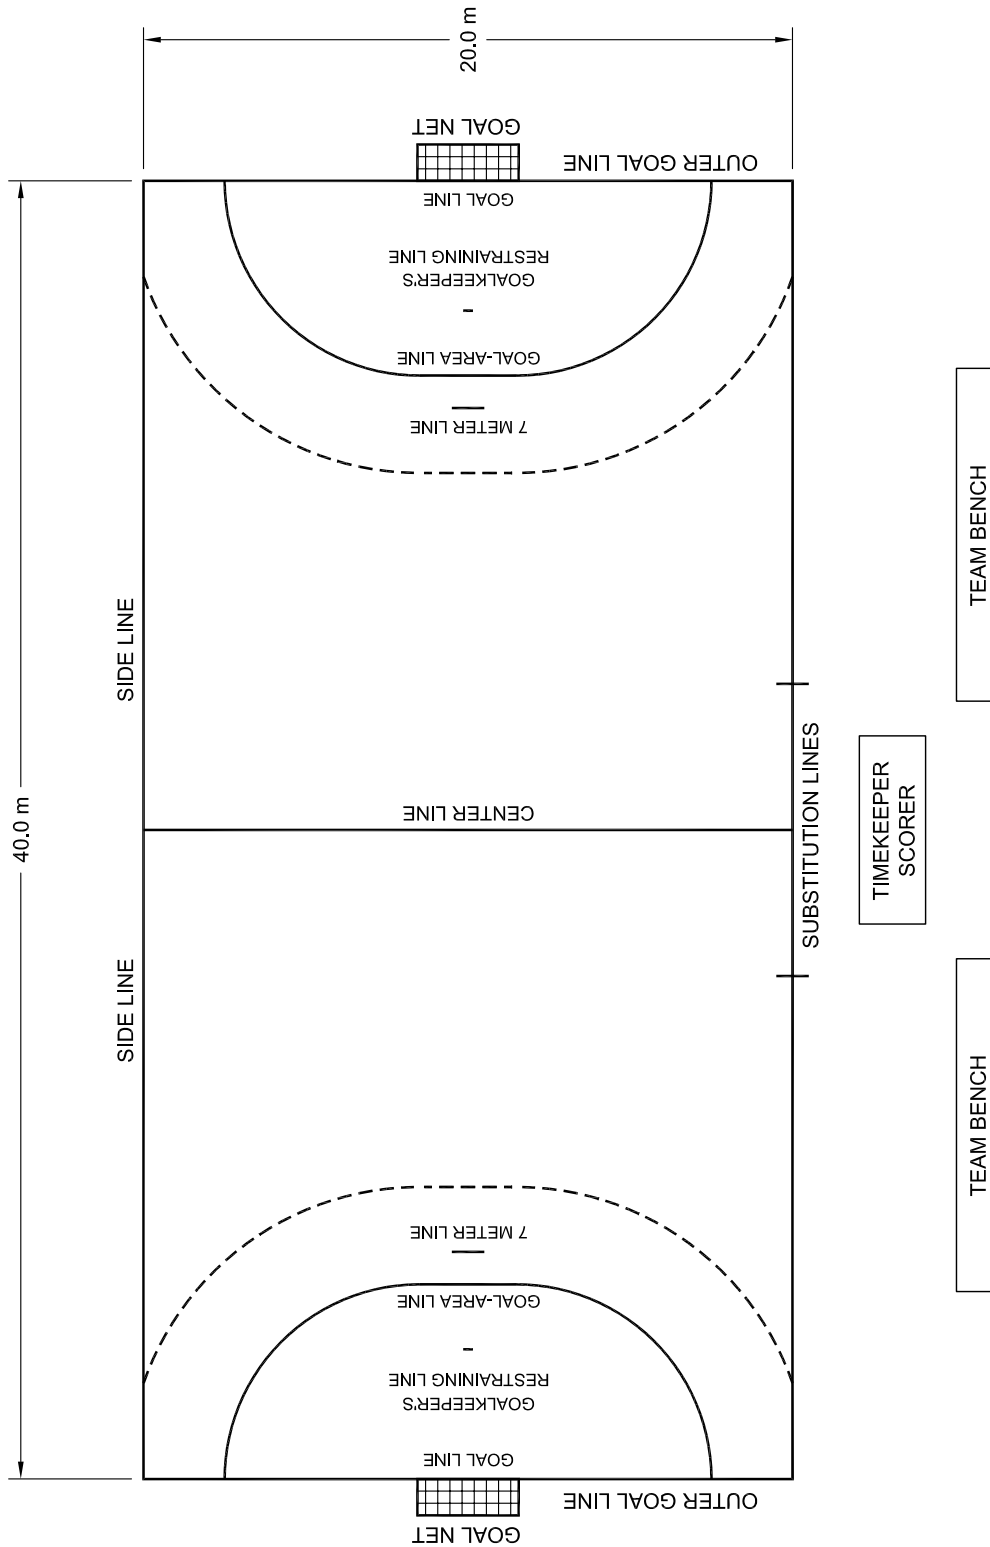 20.0 m
GOAL NET
OUTER GOAL LINE
GOAL LINE
GOALKEEPER'S
RESTRAINING LINE
GOAL-AREA LINE
7 METER LINE
SIDE LINE
TEAM BENCH
40.0 m
CENTER LINE
SUBSTITUTION LINES
TIMEKEEPER
SCORER
SIDE LINE
TEAM BENCH
7 METER LINE
GOAL-AREA LINE
GOALKEEPER'S
RESTRAINING LINE
GOAL LINE
OUTER GOAL LINE
GOAL NET